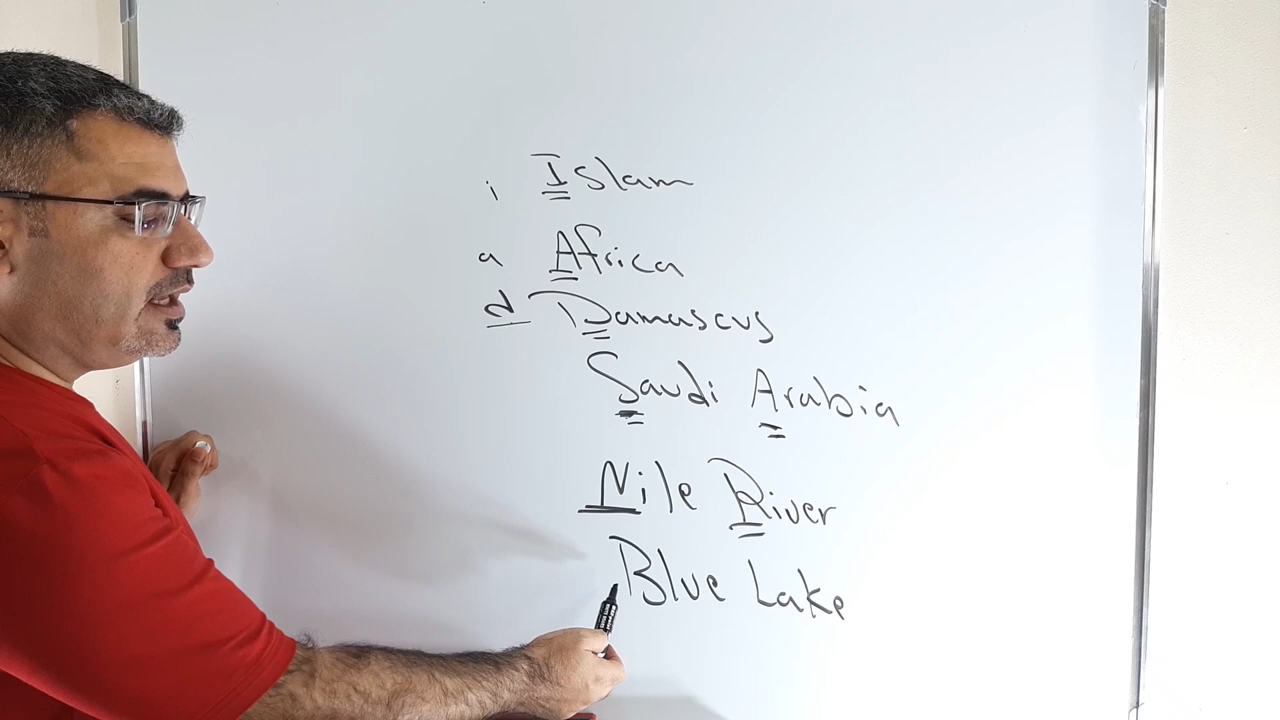 i Islam
a Africa
d Damascus
Saudi Arabia
Nile River
Blue Lake